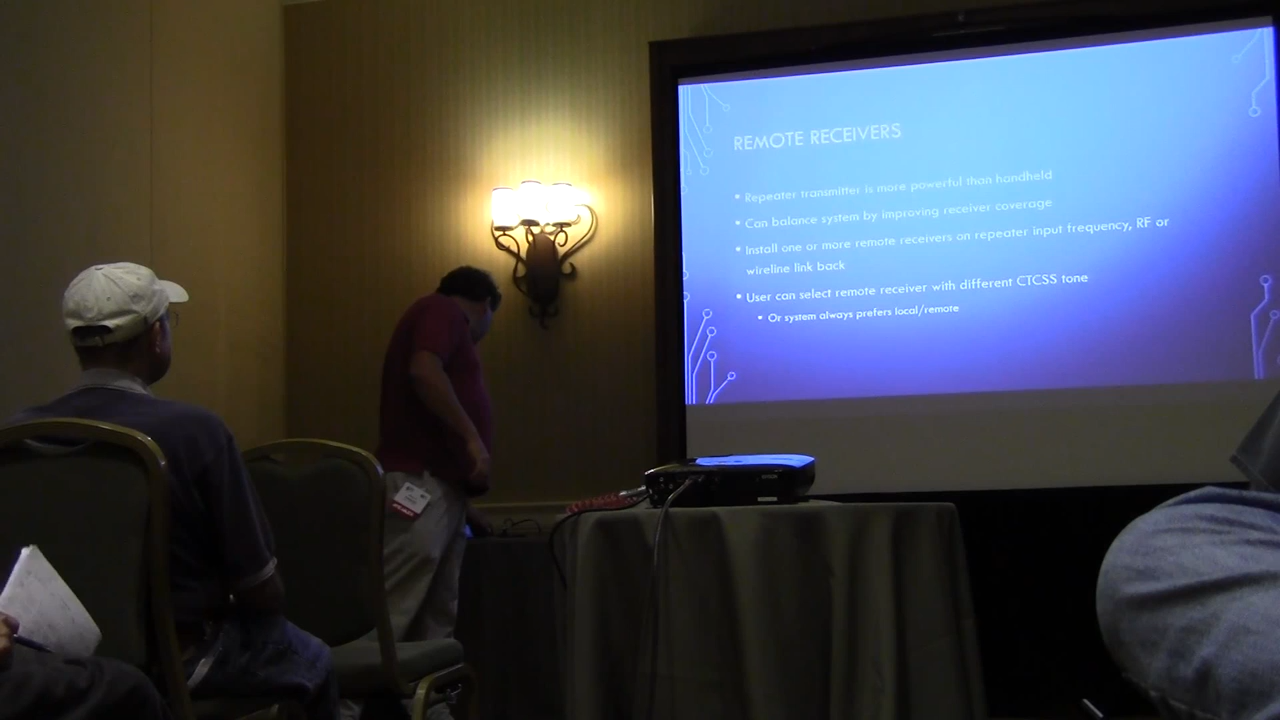 REMOTE RECEIVERS
• Repeater transmitter is more powerful than handheld
• Can balance system by improving receiver coverage
• Install one or more remote receivers on repeater input frequency, RF or
wireline link back
• User can select remote receiver with different CTCSS tone
• Or system always prefers local/remote